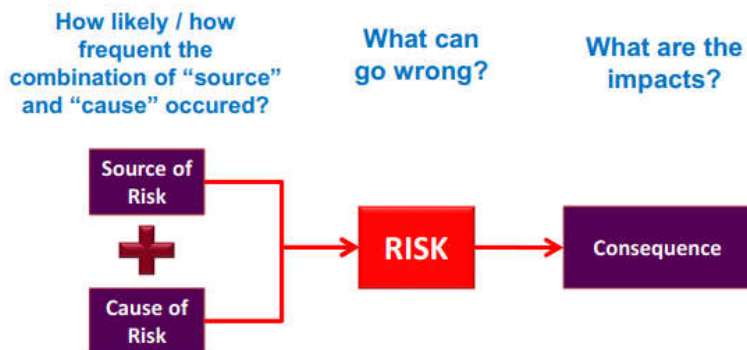 How likely / how
frequent the
combination of “source”
and “cause” occured?
What can
go wrong?
What are the
impacts?
Source of
Risk
Cause of
Risk
RISK
Consequence